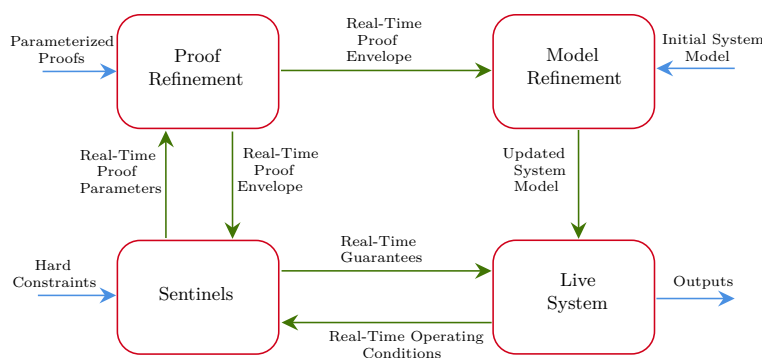 Parameterized
Proofs
Proof
Refinement
Real-Time
Proof
Envelope
Model
Refinement
Initial System
Model
Real-Time
Proof
Parameters
Real-Time
Proof
Envelope
Updated
System
Model
Hard
Constraints
Sentinels
Real-Time
Guarantees
Live
System
Outputs
Real-Time Operating
Conditions